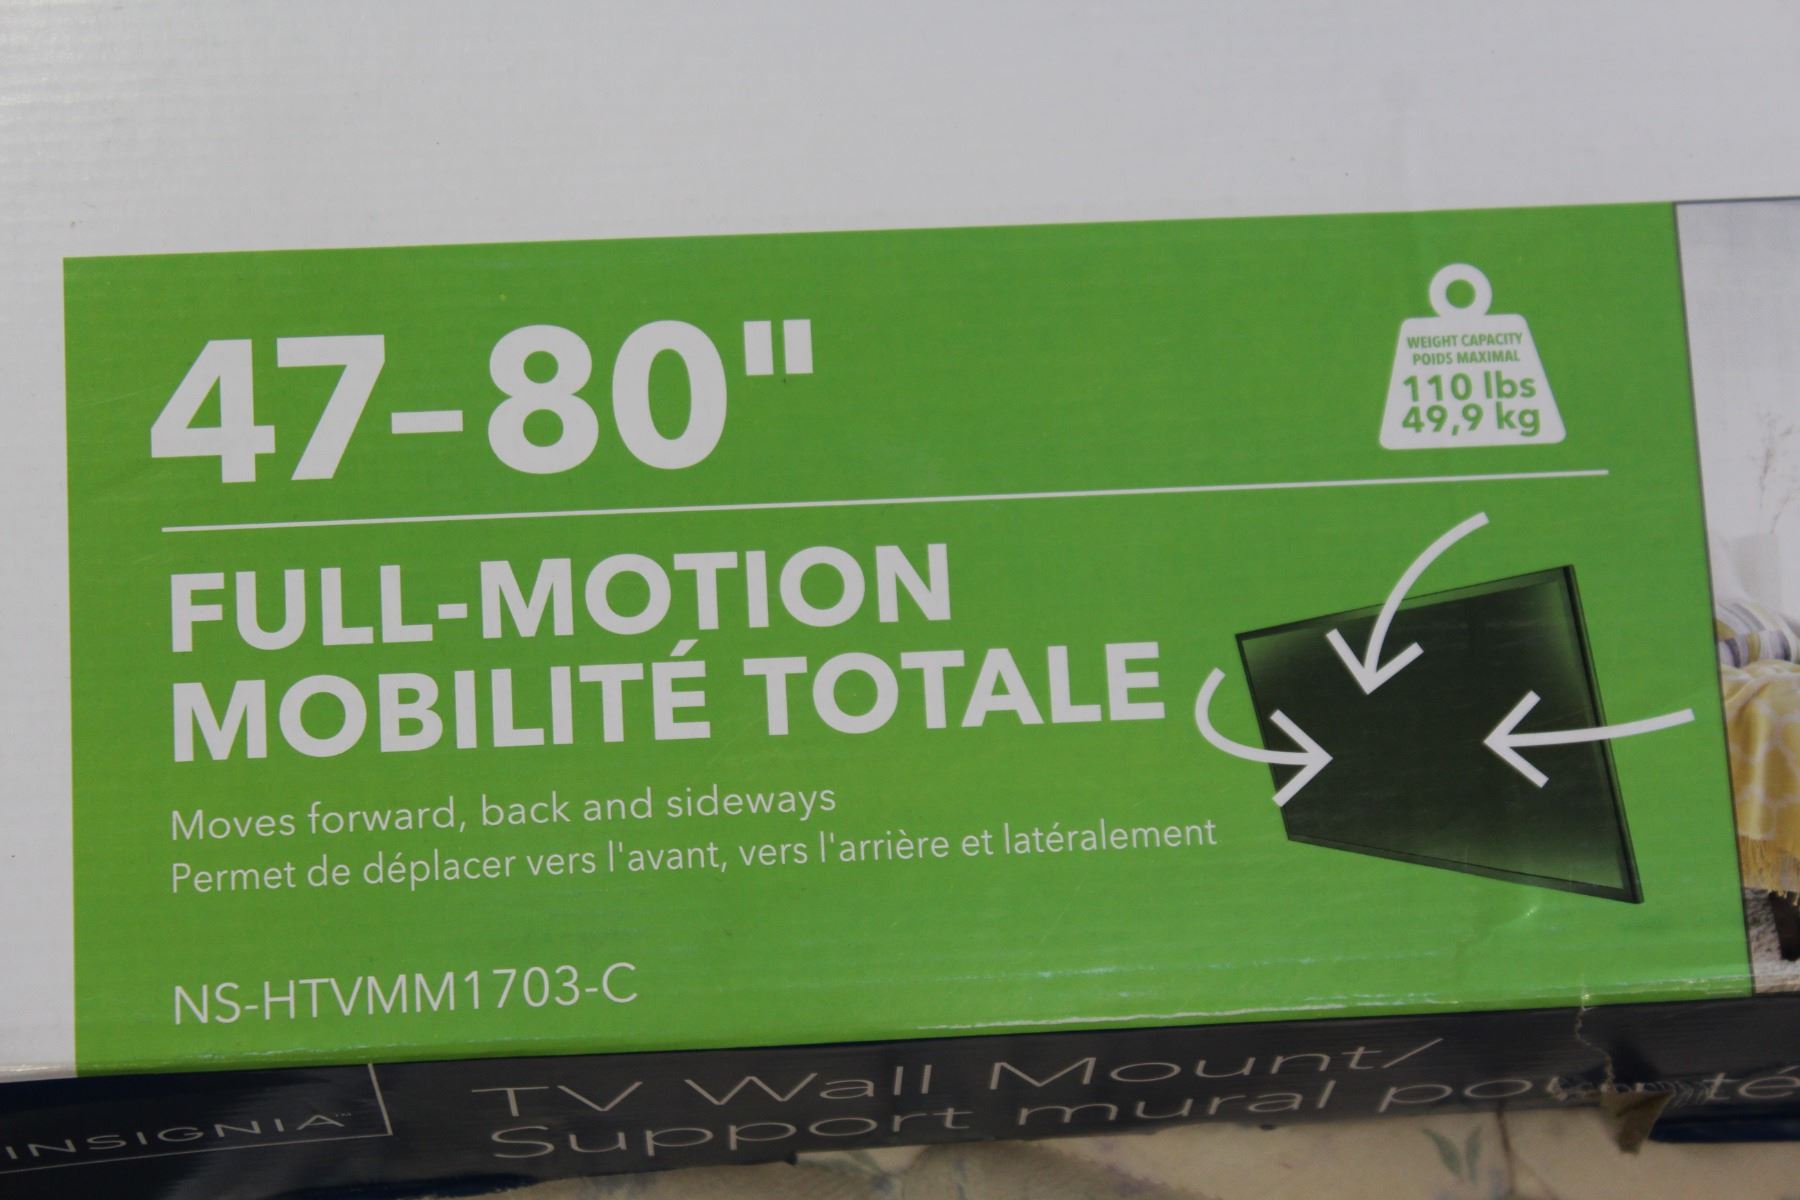 47-80"
WEIGHT CAPACITY
POIDS MAXIMAL
110 lbs
49,9 kg
FULL-MOTION
MOBILITÉ TOTALE
Moves forward, back and sideways
Permet de déplacer vers l'avant, vers l'arrière et latéralement
NS-HTVMM1703-C
INSIGNIA™
TV Wall Mount/
Support mural